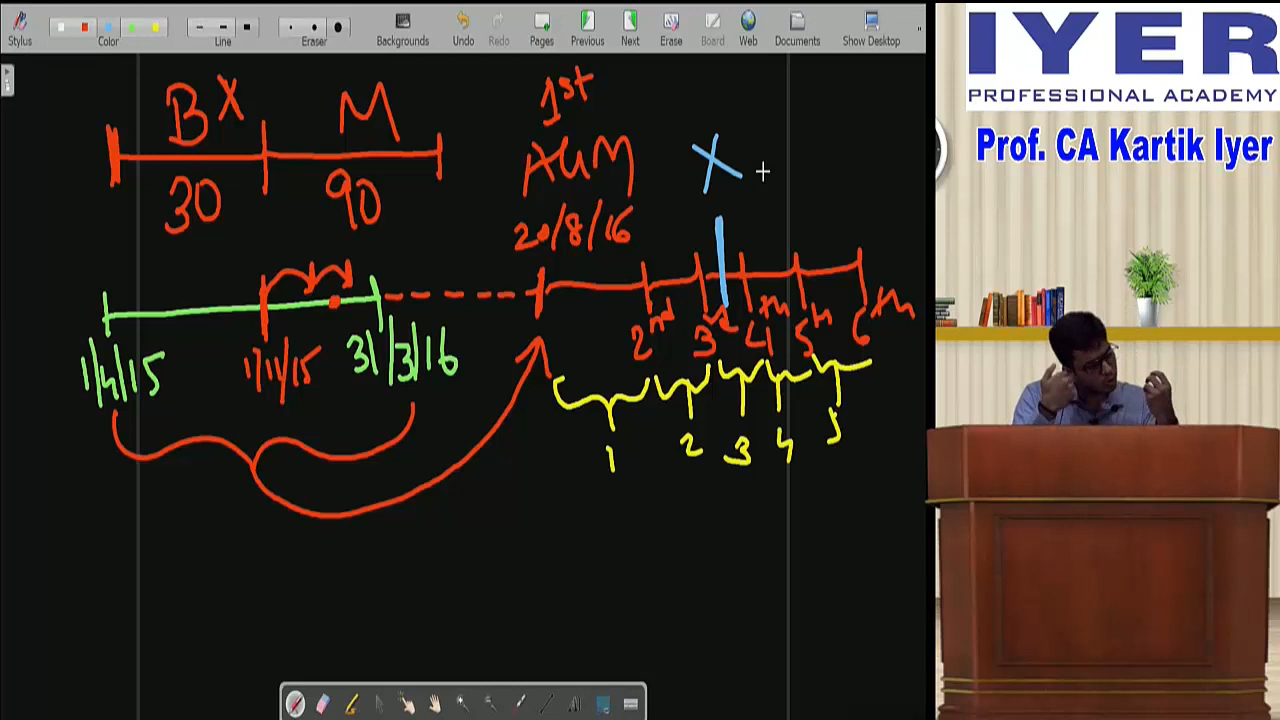 Stylus
Color
Line
Eraser
Backgrounds
Undo
Redo
Pages
Previous
Next
Erase
Board
Web
Documents
Show Desktop
IYER
PROFESSIONAL ACADEMY
Prof. CA Kartik Iyer
B X
M
30
90
1st
AGM
20/8/16
X
1/4/15
1/11/15
31/3/16
2nd
3rd
4th
5th
6th
1
2
3
4
5